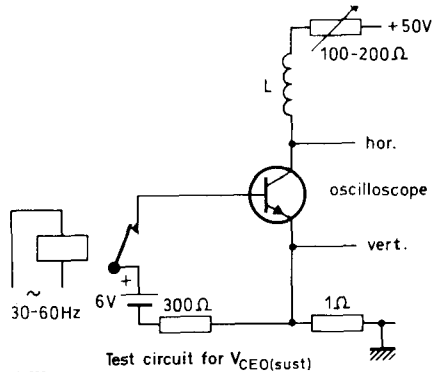 +50V
100-200Ω
L
hor.
oscilloscope
vert.
+
6V
300Ω
1Ω
~
30-60Hz
Test circuit for VCEO(sust)